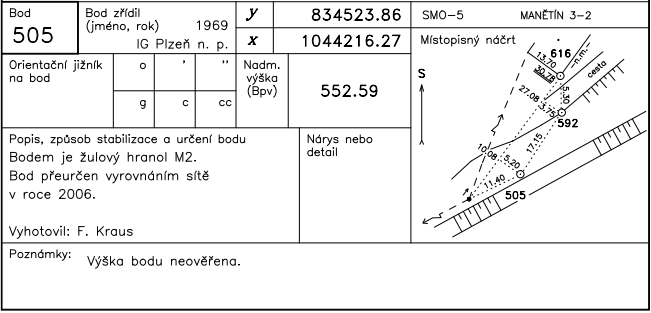 Bod
505
Bod zřídil
(jméno, rok) 1969
IG Plzeň n. p.
y 834523.86
x 1044216.27
SMO-5 MANĚTÍN 3-2
Orientační jižník
na bod
o ' ''
g c cc
Nadm.
výška
(Bpv)
552.59
Místopisný náčrt
S
616
13.70
30.78
n.m.
cesta
27.08
3.75
5.30
592
17.15
10.08
5.20
11.40
505
Popis, způsob stabilizace a určení bodu
Bodem je žulový hranol M2.
Bod přeurčen vyrovnáním sítě
v roce 2006.
Vyhotovil: F. Kraus
Nárys nebo
detail
Poznámky: Výška bodu neověřena.